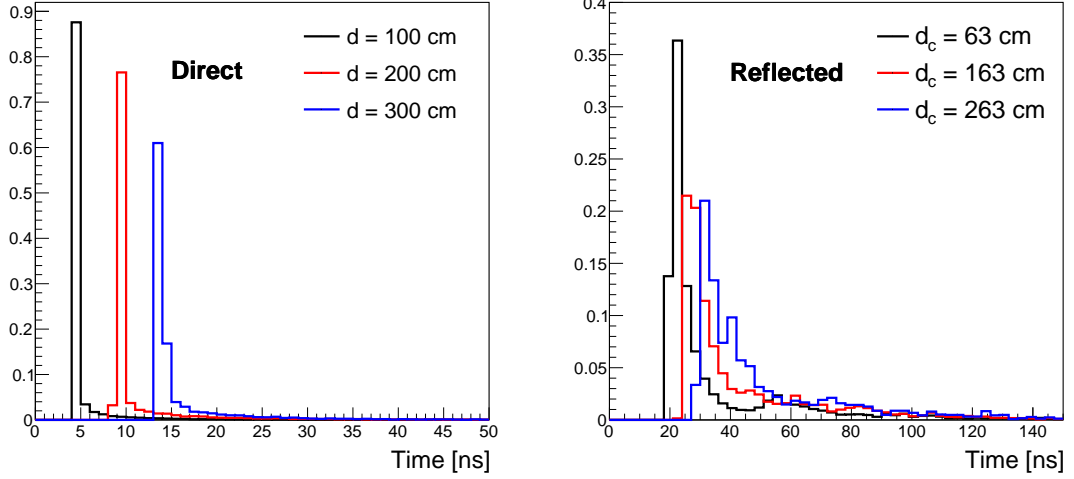 0.9
0.8
0.7
0.6
0.5
0.4
0.3
0.2
0.1
0
0 5 10 15 20 25 30 35 40 45 50
Time [ns]
Direct
d = 100 cm
d = 200 cm
d = 300 cm
0.4
0.35
0.3
0.25
0.2
0.15
0.1
0.05
0
0 20 40 60 80 100 120 140
Time [ns]
Reflected
d_c = 63 cm
d_c = 163 cm
d_c = 263 cm